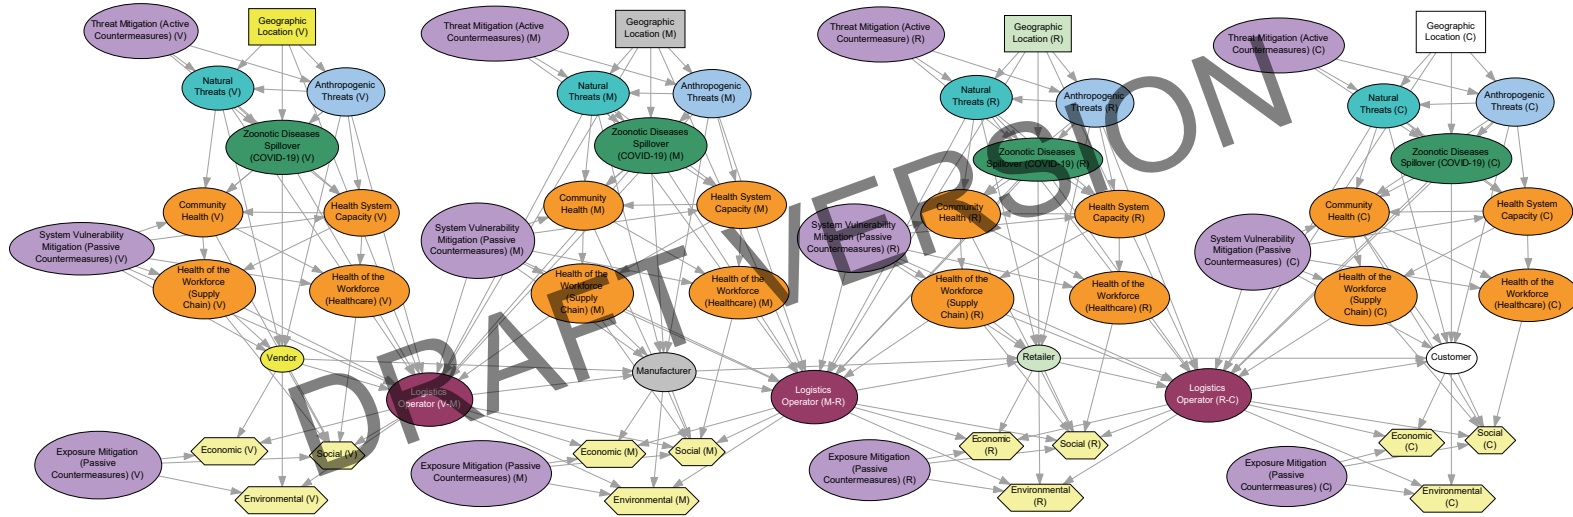 Threat Mitigation (Active
Countermeasures) (V)
Geographic
Location (V)
Natural
Threats (V)
Anthropogenic
Threats (V)
Zoonotic Diseases
Spillover
(COVID-19) (V)
Community
Health (V)
Health System
Capacity (V)
System Vulnerability
Mitigation (Passive
Countermeasures) (V)
Health of the
Workforce
(Supply
Chain) (V)
Health of the
Workforce
(Healthcare) (V)
Vendor
Logistics
Operator (V-M)
Economic (V)
Social (V)
Exposure Mitigation
(Passive
Countermeasures) (V)
Environmental (V)
Threat Mitigation (Active
Countermeasures) (M)
Geographic
Location (M)
Natural
Threats (M)
Anthropogenic
Threats (M)
Zoonotic Diseases
Spillover
(COVID-19) (M)
Community
Health (M)
Health System
Capacity (M)
System Vulnerability
Mitigation (Passive
Countermeasures) (M)
Health of the
Workforce
(Supply
Chain) (M)
Health of the
Workforce
(Healthcare) (M)
Manufacturer
Logistics
Operator (M-R)
Economic (M)
Social (M)
Exposure Mitigation (Passive
Countermeasures) (M)
Environmental (M)
Threat Mitigation (Active
Countermeasure) (R)
Geographic
Location (R)
Natural
Threats (R)
Anthropogenic
Threats (R)
Zoonotic Diseases
Spillover (COVID-19) (R)
Community
Health (R)
Health System
Capacity (R)
System Vulnerability
Mitigation (Passive
Countermeasures) (R)
Health of the
Workforce
(Supply
Chain) (R)
Health of the
Workforce
(Healthcare) (R)
Retailer
Logistics
Operator (R-C)
Economic
(R)
Social (R)
Exposure Mitigation
(Passive
Countermeasures) (R)
Environmental
(R)
Threat Mitigation (Active
Countermeasures) (C)
Geographic
Location (C)
Natural
Threats (C)
Anthropogenic
Threats (C)
Zoonotic Diseases
Spillover (COVID-19) (C)
Community
Health (C)
Health System
Capacity (C)
System Vulnerability
Mitigation (Passive
Countermeasures) (C)
Health of the
Workforce
(Supply
Chain) (C)
Health of the
Workforce
(Healthcare) (C)
Customer
Economic
(C)
Social
(C)
Exposure Mitigation
(Passive
Countermeasures) (C)
Environmental
(C)
DRAFT VERSION